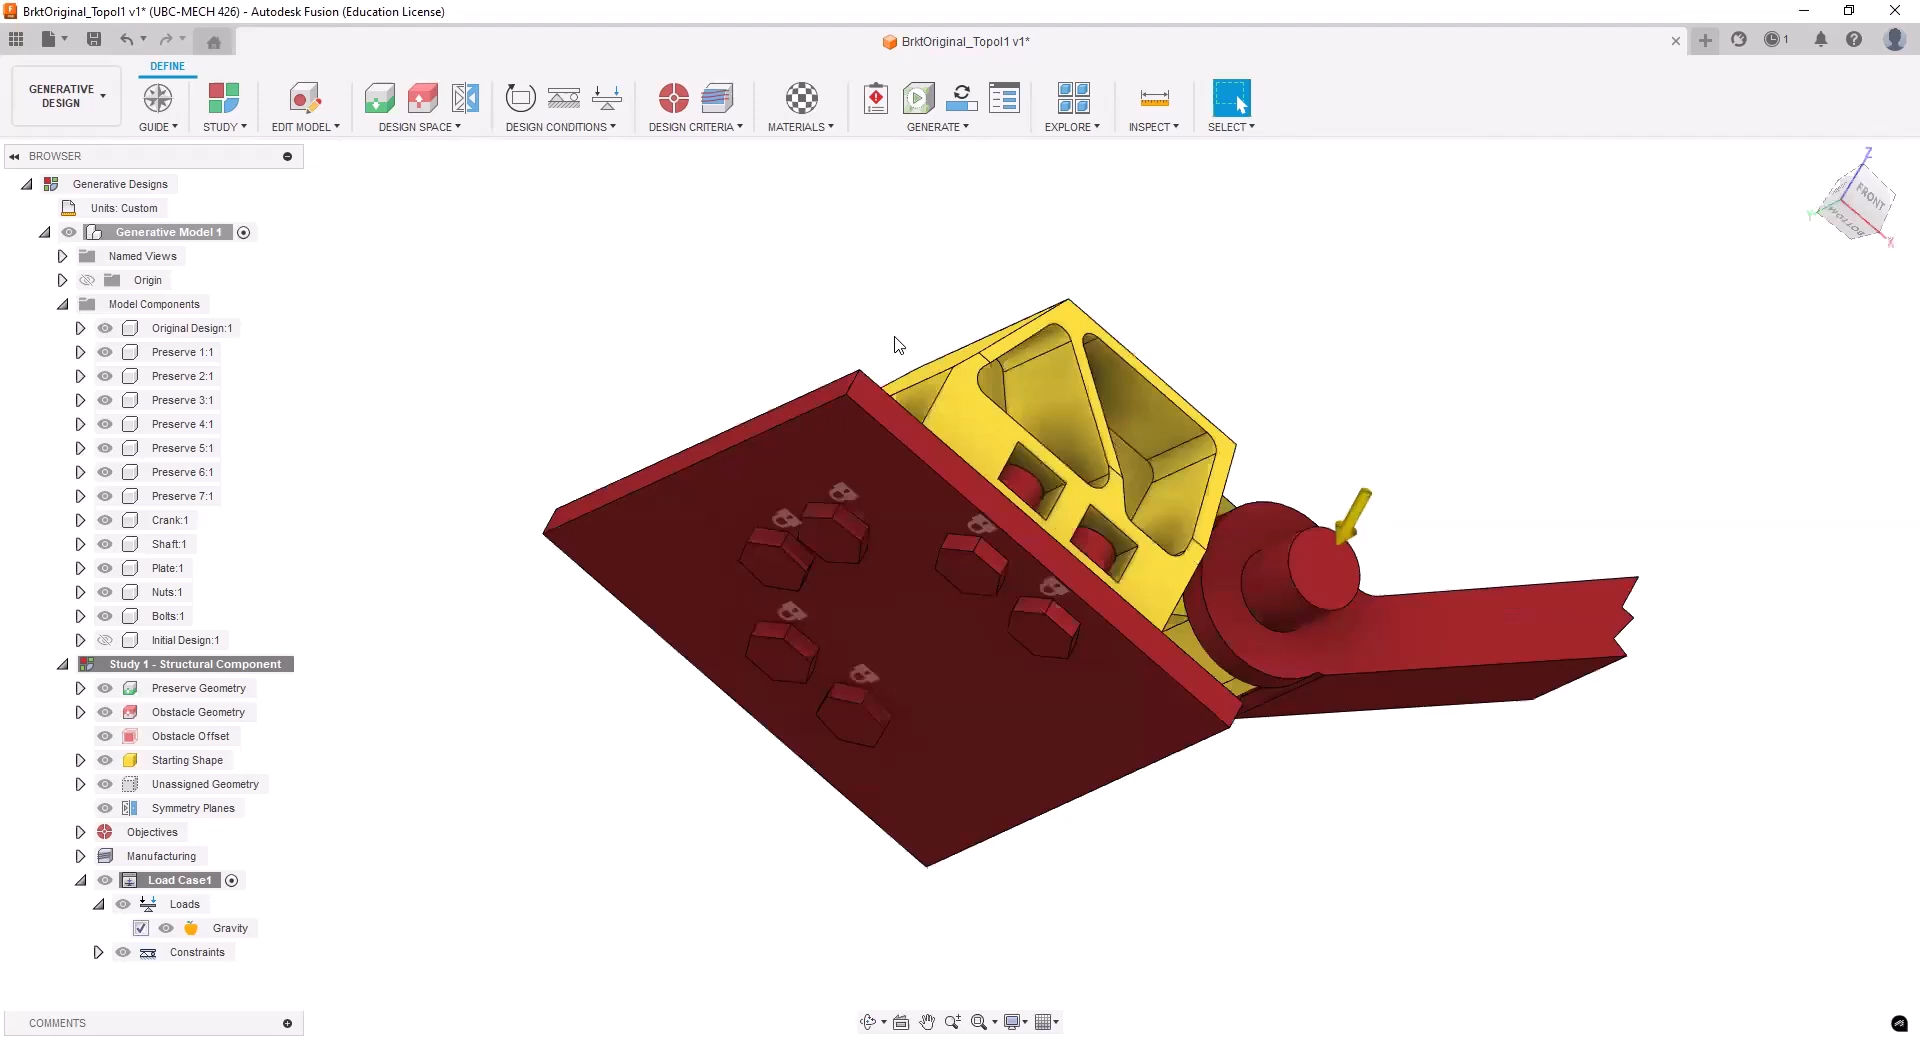 BrktOriginal_Topol1 v1* (UBC-MECH 426) - Autodesk Fusion (Education License)
BrktOriginal_Topol1 v1*
1
GENERATIVE DESIGN
DEFINE
GUIDE
STUDY
EDIT MODEL
DESIGN SPACE
DESIGN CONDITIONS
DESIGN CRITERIA
MATERIALS
GENERATE
EXPLORE
INSPECT
SELECT
BROWSER
Generative Designs
Units: Custom
Generative Model 1
Named Views
Origin
Model Components
Original Design:1
Preserve 1:1
Preserve 2:1
Preserve 3:1
Preserve 4:1
Preserve 5:1
Preserve 6:1
Preserve 7:1
Crank:1
Shaft:1
Plate:1
Nuts:1
Bolts:1
Initial Design:1
Study 1 - Structural Component
Preserve Geometry
Obstacle Geometry
Obstacle Offset
Starting Shape
Unassigned Geometry
Symmetry Planes
Objectives
Manufacturing
Load Case1
Loads
Gravity
Constraints
COMMENTS
Z
FRONT
BOTTOM
Y
X